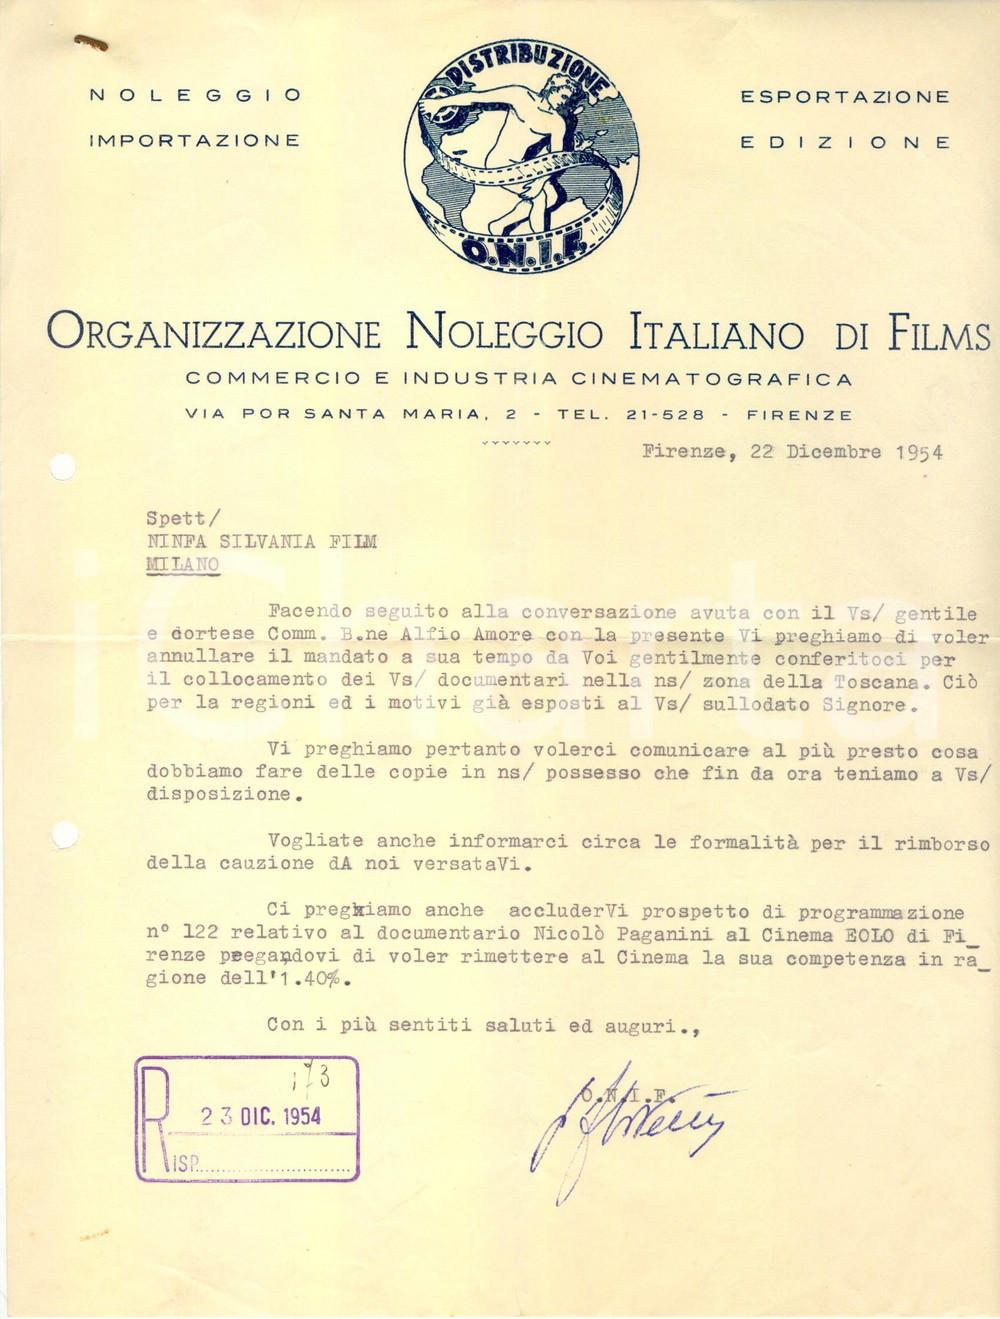 NOLEGGIO
IMPORTAZIONE
DISTRIBUZIONE
O.N.I.F.
ESPORTAZIONE
EDIZIONE
ORGANIZZAZIONE NOLEGGIO ITALIANO DI FILMS
COMMERCIO E INDUSTRIA CINEMATOGRAFICA
VIA POR SANTA MARIA, 2 - TEL. 21-528 - FIRENZE
Firenze, 22 Dicembre 1954
Spett/
NINFA SILVANIA FILM
MILANO
Facendo seguito alla conversazione avuta con il Vs/ gentile
e cortese Comm. B.ne Alfio Amore con la presente Vi preghiamo di voler
annullare il mandato a sua tempo da Voi gentilmente conferitoci per
il collocamento dei Vs/ documentari nella ns/ zona della Toscana. Ciò
per la regioni ed i motivi già esposti al Vs/ sullodato Signore.
Vi preghiamo pertanto volerci comunicare al più presto cosa
dobbiamo fare delle copie in ns/ possesso che fin da ora teniamo a Vs/
disposizione.
Vogliate anche informarci circa le formalità per il rimborso
della cauzione dA noi versataVi.
Ci preghiamo anche accluderVi prospetto di programmazione
n° 122 relativo al documentario Nicolò Paganini al Cinema EOLO di Fi_
renze pregandovi di voler rimettere al Cinema la sua competenza in ra_
gione dell'1.40%.
Con i più sentiti saluti ed auguri.,
O.N.I.F.
173
23 DIC. 1954
RISP.
iCharta